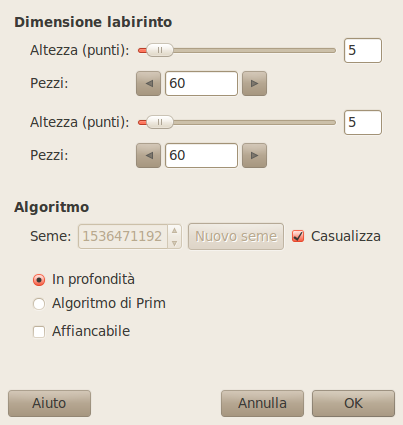 Dimensione labirinto
Altezza (punti): 5
Pezzi: 60
Altezza (punti): 5
Pezzi: 60
Algoritmo
Seme: 1536471192 Nuovo seme Casualizza
In profondità
Algoritmo di Prim
Affiancabile
Aiuto Annulla OK